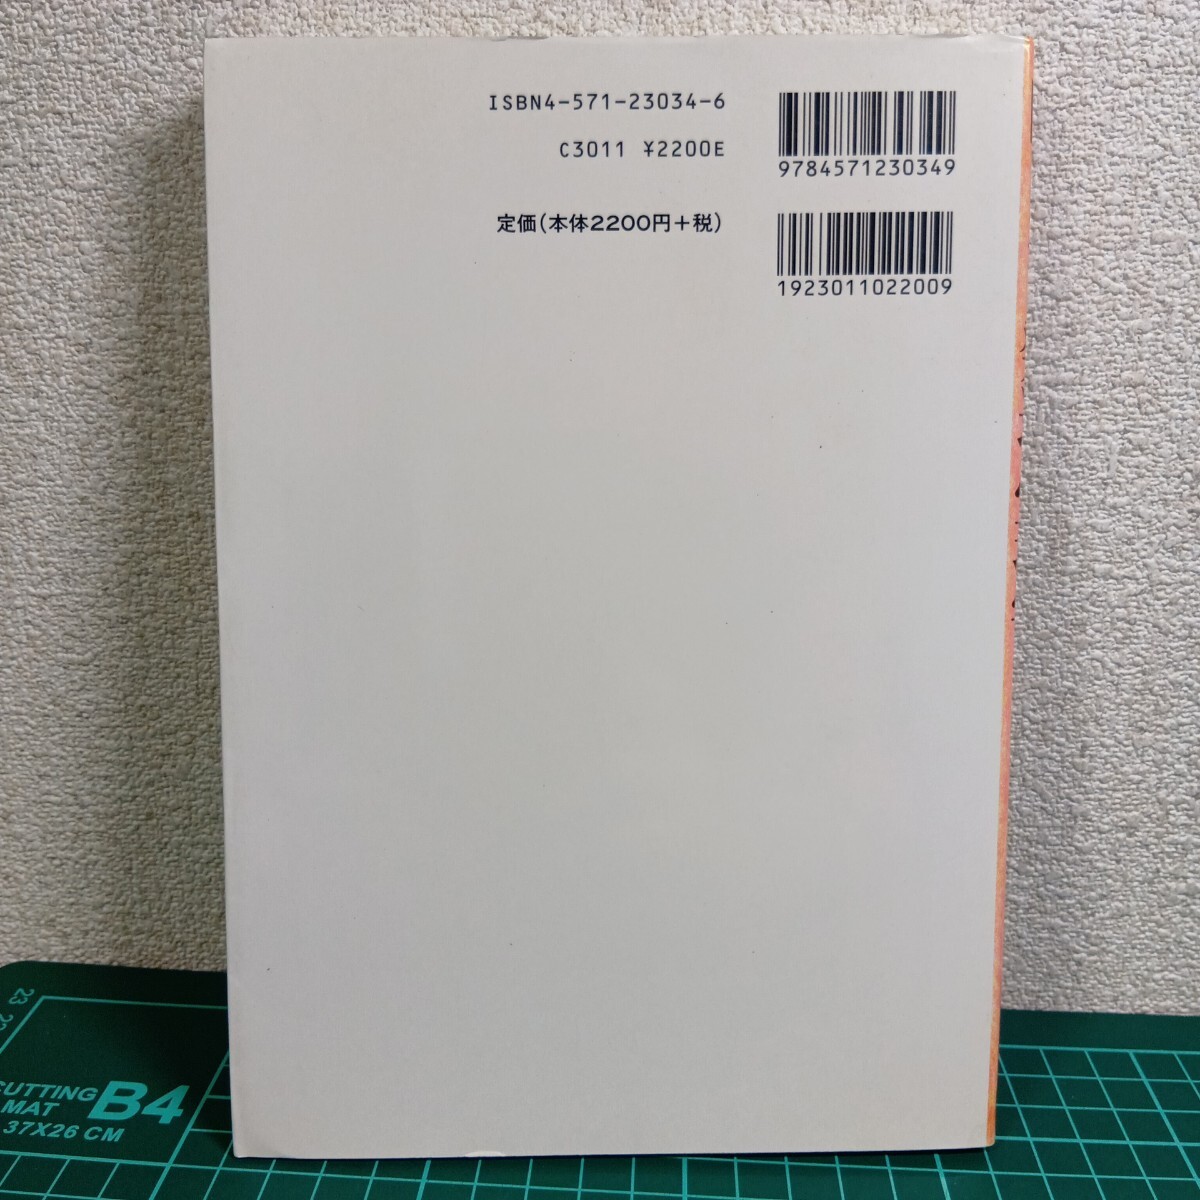 ISBN4-571-23034-6
C3011 ¥2200E
定価(本体2200円+税)
9784571230349
1923011022009
23
CUTTING
MAT
B4
37X26 CM